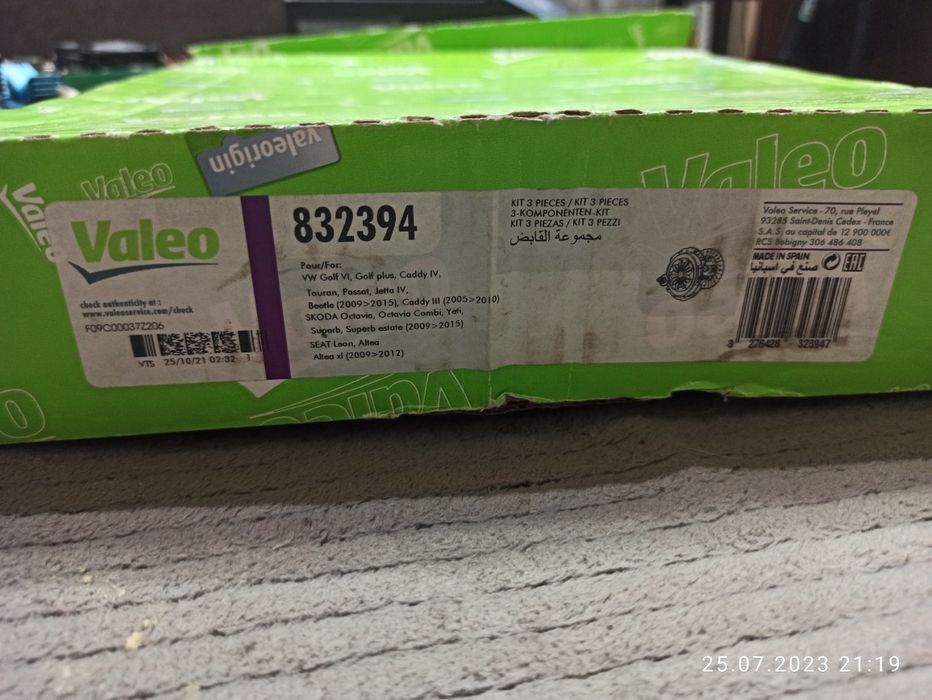 Valeo
valeorigin
Valeo
Valeo
Valeo
check authenticity at :
www.valeoservice.com/check
F09C00037Z206
VTS 25/10/21 02:32 1
832394
Pour/For:
VW Golf VI, Golf plus, Caddy IV,
Touran, Passat, Jetta IV,
Beetle (2009>2015), Caddy III (2005>2010)
SKODA Octavia, Octavia Combi, Yeti,
Superb, Superb estate (2009>2015)
SEAT Leon, Altea
Altea xl (2009>2012)
KIT 3 PIECES / KIT 3 PIECES
3-KOMPONENTEN-KIT
KIT 3 PIEZAS / KIT 3 PEZZI
مجموعة القابض
Valeo Service - 70, rue Pleyel
93285 Saint-Denis Cedex - France
S.A.S. au capital de 12 900 000€
RCS Bobigny 306 486 408
MADE IN SPAIN
صنع في اسبانيا
EAC
3 276428 323947
Valeo
25.07.2023 21:19